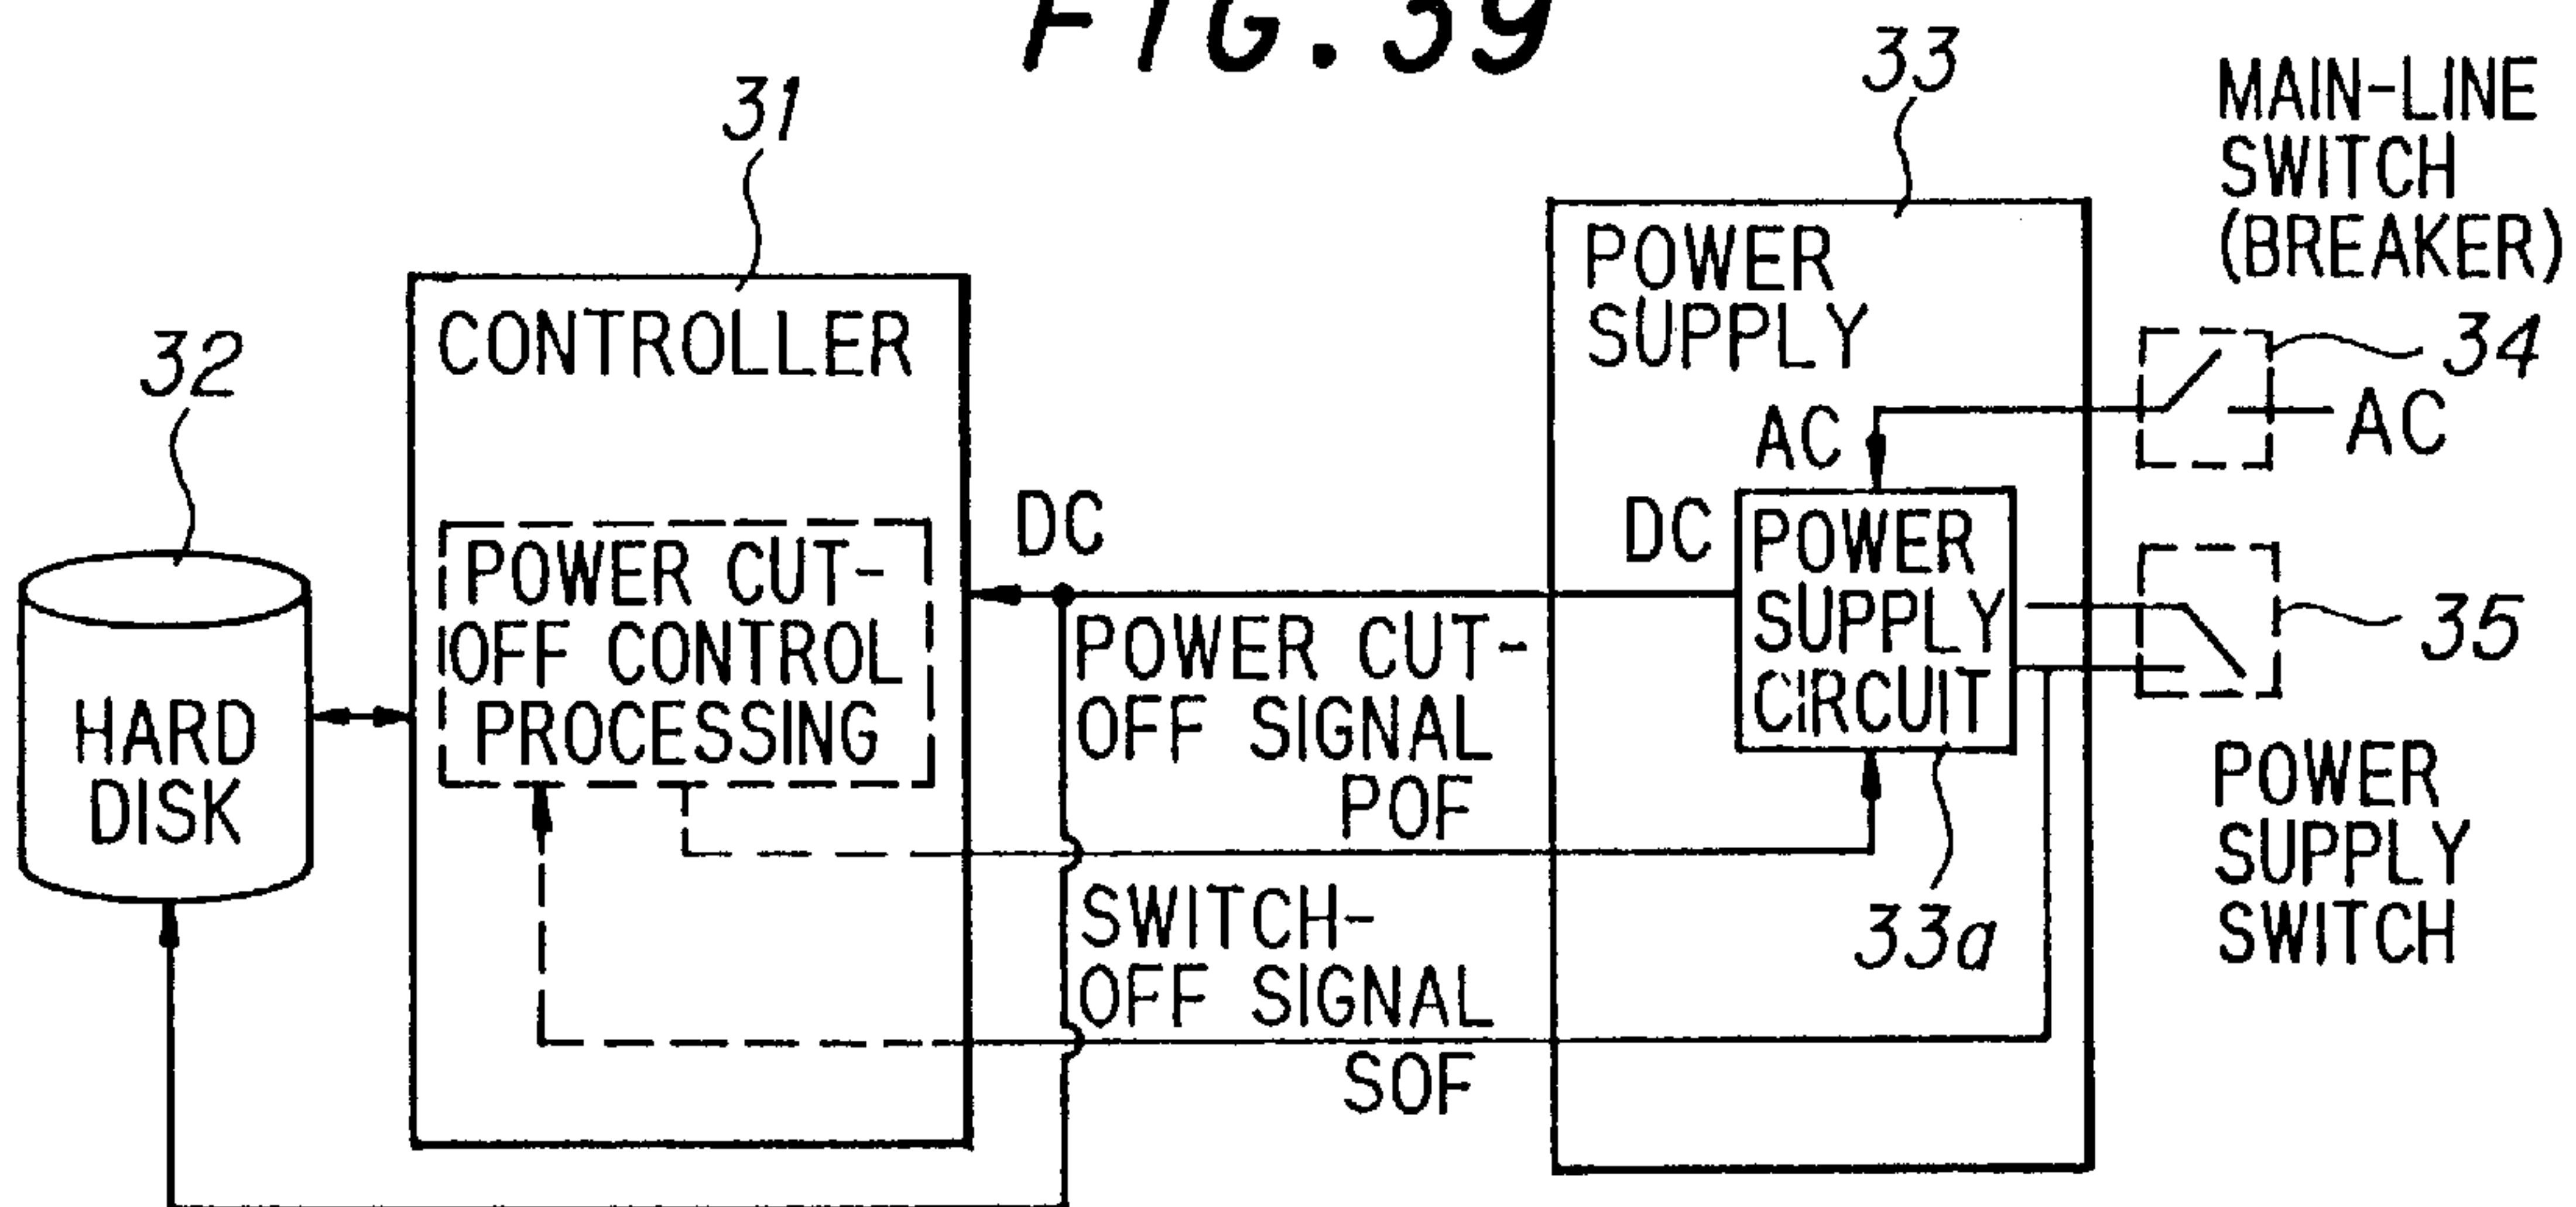 FIG. 39
31
CONTROLLER
32
HARD
DISK
POWER CUT-
OFF CONTROL
PROCESSING
DC
POWER CUT-
OFF SIGNAL
POF
SWITCH-
OFF SIGNAL
SOF
33
POWER
SUPPLY
AC
DC
POWER
SUPPLY
CIRCUIT
33a
MAIN-LINE
SWITCH
(BREAKER)
34
AC
35
POWER
SUPPLY
SWITCH